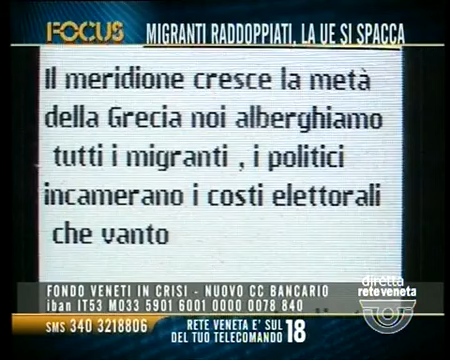 FOCUS
MIGRANTI RADDOPPIATI, LA UE SI SPACCA
Il meridione cresce la metà
della Grecia noi alberghiamo
tutti i migranti , i politici
incamerano i costi elettorali
che vanto
diretta
reteveneta
FONDO VENETI IN CRISI - NUOVO CC BANCARIO
iban IT53 M033 5901 6001 0000 0078 840
SMS 340 3218806
RETE VENETA E' SUL
DEL TUO TELECOMANDO
18